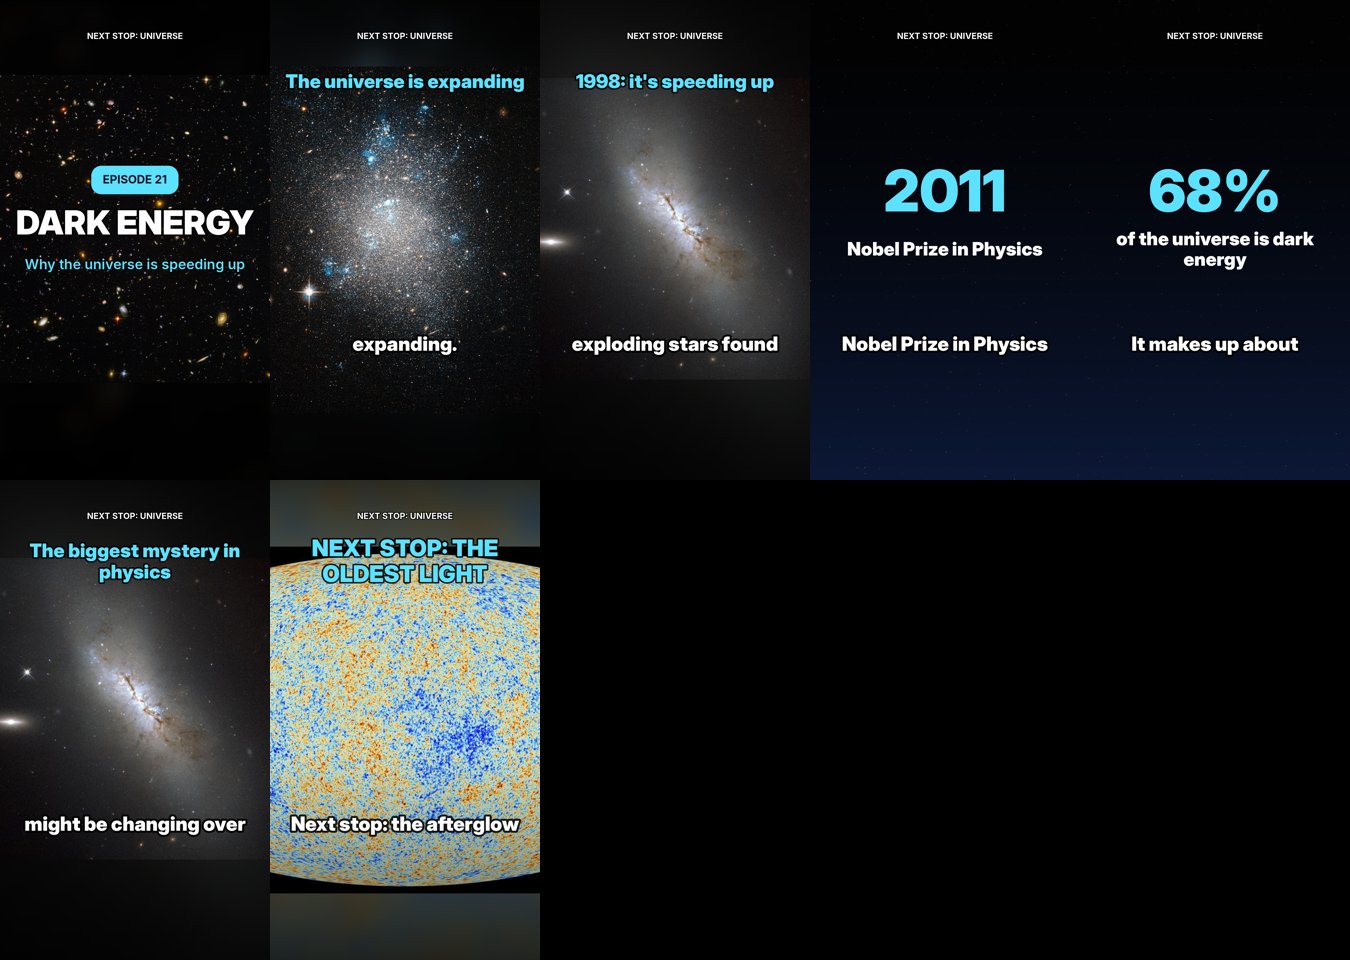 NEXT STOP: UNIVERSE
EPISODE 21
DARK ENERGY
Why the universe is speeding up
NEXT STOP: UNIVERSE
The universe is expanding
expanding.
NEXT STOP: UNIVERSE
1998: it's speeding up
exploding stars found
NEXT STOP: UNIVERSE
2011
Nobel Prize in Physics
Nobel Prize in Physics
NEXT STOP: UNIVERSE
68%
of the universe is dark
energy
It makes up about
NEXT STOP: UNIVERSE
The biggest mystery in
physics
might be changing over
NEXT STOP: UNIVERSE
NEXT STOP: THE
OLDEST LIGHT
Next stop: the afterglow